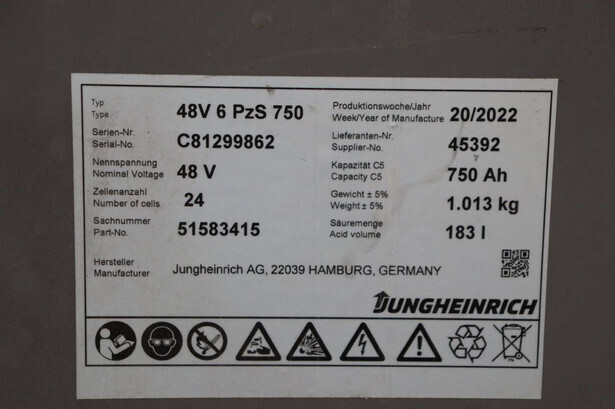 Typ
Type
48V 6 PzS 750
Produktionswoche/Jahr
Week/Year of Manufacture
20/2022
Serien-Nr.
Serial-No.
C81299862
Lieferanten-Nr.
Supplier-No.
45392
Nennspannung
Nominal Voltage
48 V
Kapazität C5
Capacity C5
750 Ah
Zellenanzahl
Number of cells
24
Gewicht ± 5%
Weight ± 5%
1.013 kg
Sachnummer
Part-No.
51583415
Säuremenge
Acid volume
183 l
Hersteller
Manufacturer
Jungheinrich AG, 22039 HAMBURG, GERMANY
JUNGHEINRICH